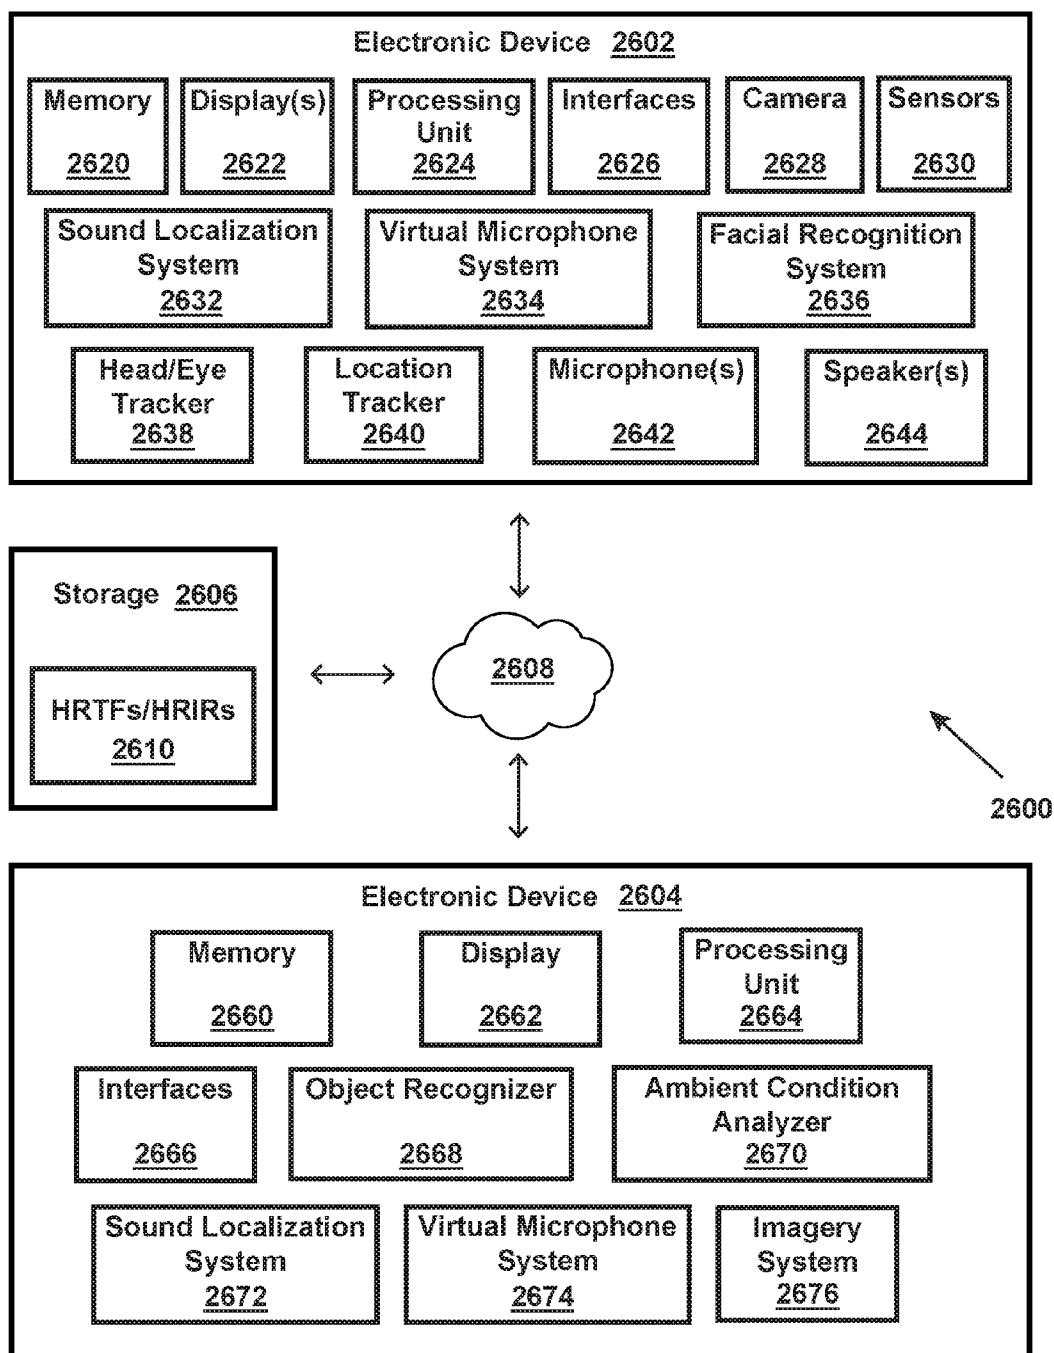 Electronic Device 2602
Memory
2620
Display(s)
2622
Processing
Unit
2624
Interfaces
2626
Camera
2628
Sensors
2630
Sound Localization
System
2632
Virtual Microphone
System
2634
Facial Recognition
System
2636
Head/Eye
Tracker
2638
Location
Tracker
2640
Microphone(s)
2642
Speaker(s)
2644
Storage 2606
HRTFs/HRIRs
2610
2608
2600
Electronic Device 2604
Memory
2660
Display
2662
Processing
Unit
2664
Interfaces
2666
Object Recognizer
2668
Ambient Condition
Analyzer
2670
Sound Localization
System
2672
Virtual Microphone
System
2674
Imagery
System
2676